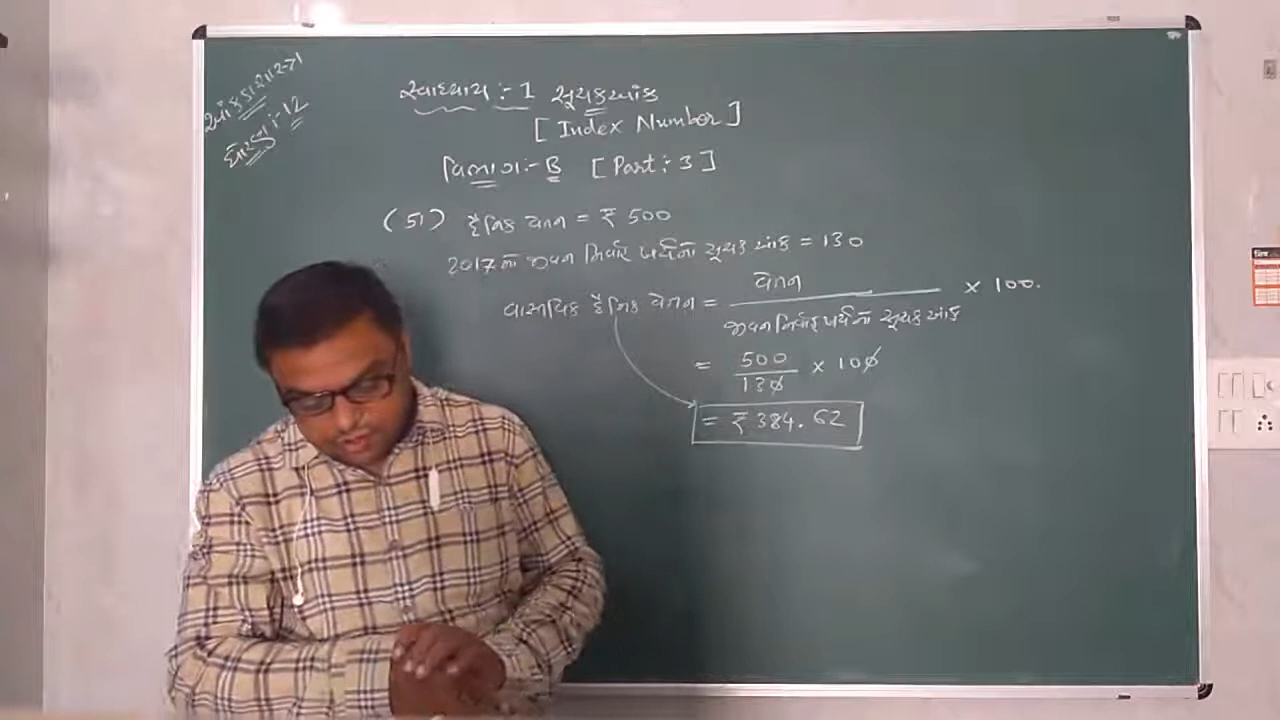 આંકડાશાસ્ત્ર
ધોરણ :- 12
સ્વાધ્યાય :- 1 સૂચકઆંક
[ Index Number ]
વિભાગ :- B [ Part : 3 ]
(51) દૈનિક વેતન = ₹ 500
2017નો જીવન નિર્વાહ ખર્ચનો સૂચક આંક = 130
વાસ્તવિક દૈનિક વેતન = વેતન / જીવન નિર્વાહ ખર્ચનો સૂચક આંક × 100.
= 500 / 130 × 100
= ₹ 384.62